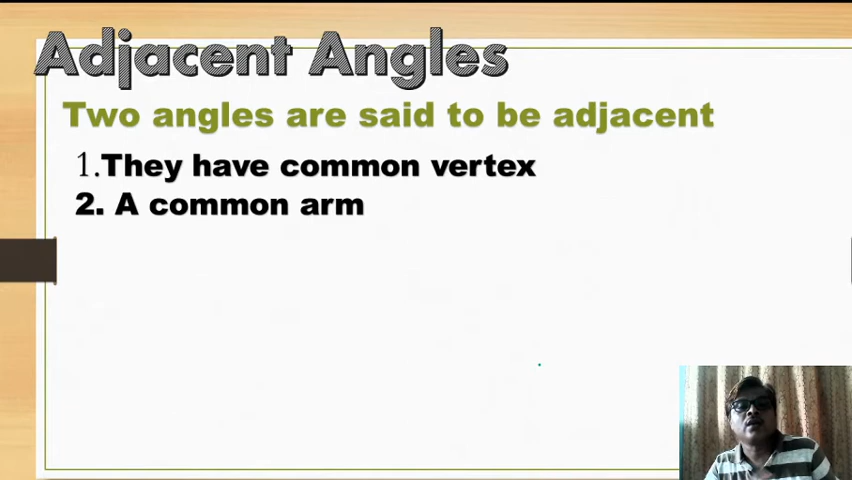 Adjacent Angles
Two angles are said to be adjacent
1.They have common vertex
2. A common arm